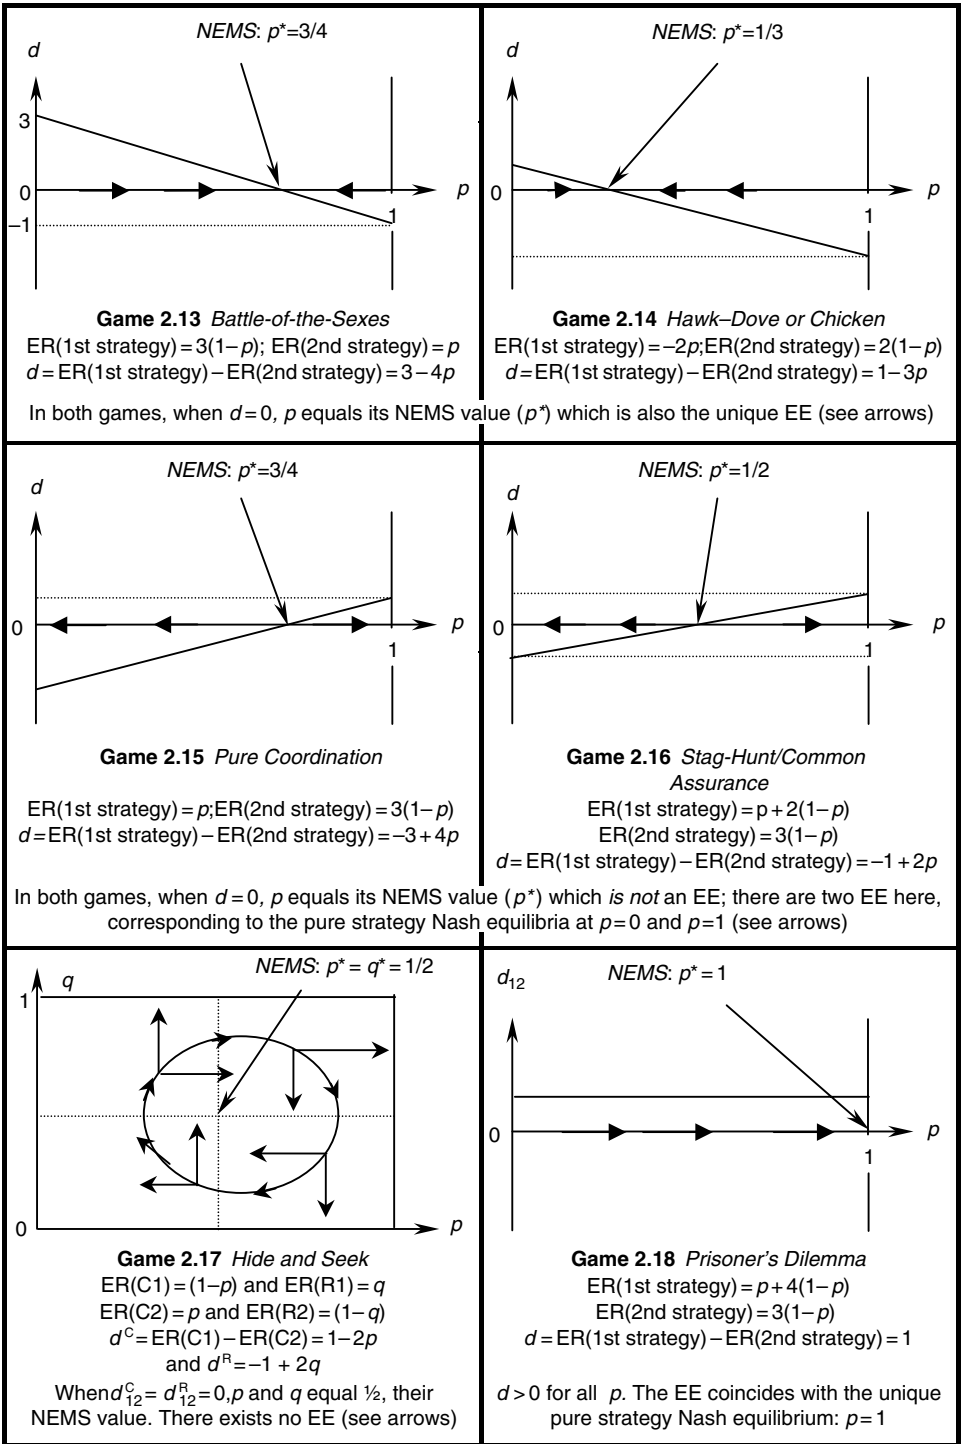 NEMS: p*=3/4
d
3
0
–1
1
p
Game 2.13 Battle-of-the-Sexes
ER(1st strategy)=3(1–p); ER(2nd strategy)=p
d=ER(1st strategy)–ER(2nd strategy)=3–4p
NEMS: p*=1/3
d
0
1
p
Game 2.14 Hawk–Dove or Chicken
ER(1st strategy)=–2p;ER(2nd strategy)=2(1–p)
d=ER(1st strategy)–ER(2nd strategy)=1–3p
In both games, when d=0, p equals its NEMS value (p*) which is also the unique EE (see arrows)
NEMS: p*=3/4
d
0
1
p
Game 2.15 Pure Coordination
ER(1st strategy)=p;ER(2nd strategy)=3(1–p)
d=ER(1st strategy)–ER(2nd strategy)=–3+4p
NEMS: p*=1/2
d
0
1
p
Game 2.16 Stag-Hunt/Common
Assurance
ER(1st strategy)=p+2(1–p)
ER(2nd strategy)=3(1–p)
d=ER(1st strategy)–ER(2nd strategy)=–1+2p
In both games, when d=0, p equals its NEMS value (p*) which is not an EE; there are two EE here,
corresponding to the pure strategy Nash equilibria at p=0 and p=1 (see arrows)
NEMS: p*=q*=1/2
q
1
0
p
Game 2.17 Hide and Seek
ER(C1)=(1–p) and ER(R1)=q
ER(C2)=p and ER(R2)=(1–q)
dᶜ=ER(C1)–ER(C2)=1–2p
and dᴿ=–1+2q
When d₁₂ᶜ=d₁₂ᴿ=0,p and q equal ½, their
NEMS value. There exists no EE (see arrows)
NEMS: p*=1
d₁₂
0
1
p
Game 2.18 Prisoner's Dilemma
ER(1st strategy)=p+4(1–p)
ER(2nd strategy)=3(1–p)
d=ER(1st strategy)–ER(2nd strategy)=1
d>0 for all p. The EE coincides with the unique
pure strategy Nash equilibrium: p=1